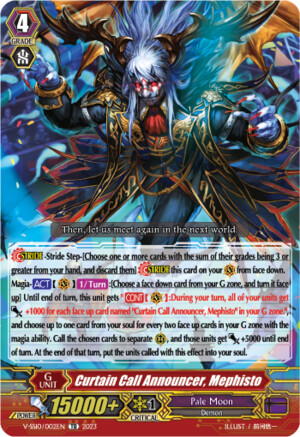 4
GRADE
Then, let us meet again in the next world.
STRIDE -Stride Step-[Choose one or more cards with the sum of their grades being 3 or
greater from your hand, and discard them] STRIDE this card on your (V) from face down.
Magia-ACT (V) 1/Turn :[Choose a face down card from your G zone, and turn it face
up] Until end of turn, this unit gets "CONT (V) :During your turn, all of your units get
+1000 for each face up card named "Curtain Call Announcer, Mephisto" in your G zone.",
and choose up to one card from your soul for every two face up cards in your G zone with the
magia ability. Call the chosen cards to separate (R), and those units get +5000 until end
of turn. At the end of that turn, put the units called with this effect into your soul.
G
UNIT
Curtain Call Announcer, Mephisto
POWER
15000+
1
CRITICAL
Pale Moon
Demon
V-SS10/002EN
2023
ILLUST /